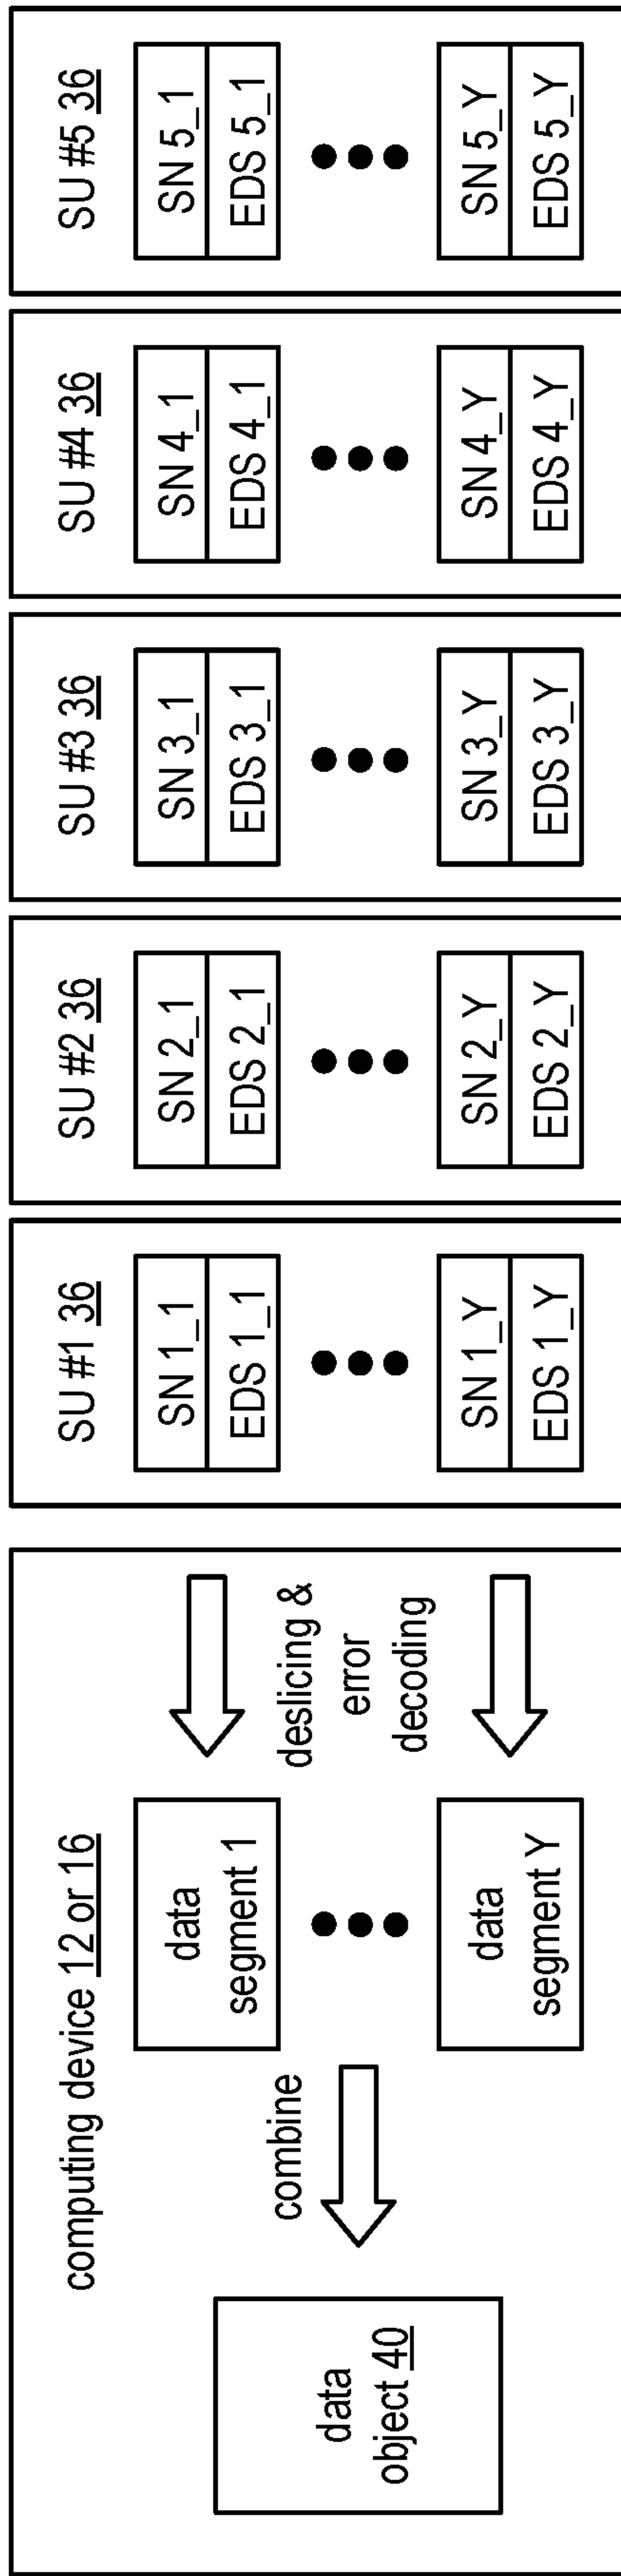 computing device 12 or 16
data
object 40
combine
data
segment 1
data
segment Y
deslicing &
error
decoding
SU #1 36
SN 1_1
EDS 1_1
SN 1_Y
EDS 1_Y
SU #2 36
SN 2_1
EDS 2_1
SN 2_Y
EDS 2_Y
SU #3 36
SN 3_1
EDS 3_1
SN 3_Y
EDS 3_Y
SU #4 36
SN 4_1
EDS 4_1
SN 4_Y
EDS 4_Y
SU #5 36
SN 5_1
EDS 5_1
SN 5_Y
EDS 5_Y